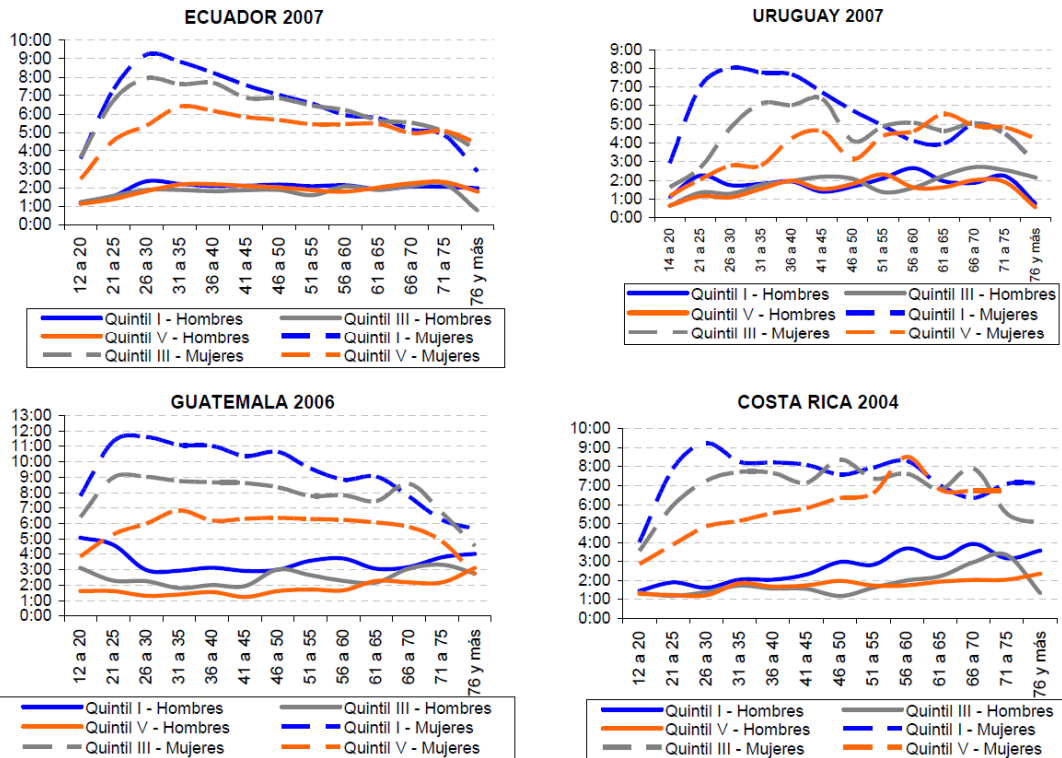 ECUADOR 2007
10:00
9:00
8:00
7:00
6:00
5:00
4:00
3:00
2:00
1:00
0:00
12 a 20
21 a 25
26 a 30
31 a 35
36 a 40
41 a 45
46 a 50
51 a 55
56 a 60
61 a 65
66 a 70
71 a 75
76 y más
Quintil I - Hombres
Quintil III - Hombres
Quintil V - Hombres
Quintil I - Mujeres
Quintil III - Mujeres
Quintil V - Mujeres
URUGUAY 2007
9:00
8:00
7:00
6:00
5:00
4:00
3:00
2:00
1:00
0:00
14 a 20
21 a 25
26 a 30
31 a 35
36 a 40
41 a 45
46 a 50
51 a 55
56 a 60
61 a 65
66 a 70
71 a 75
76 y más
Quintil I - Hombres
Quintil III - Hombres
Quintil V - Hombres
Quintil I - Mujeres
Quintil III - Mujeres
Quintil V - Mujeres
GUATEMALA 2006
13:00
12:00
11:00
10:00
9:00
8:00
7:00
6:00
5:00
4:00
3:00
2:00
1:00
0:00
12 a 20
21 a 25
26 a 30
31 a 35
36 a 40
41 a 45
46 a 50
51 a 55
56 a 60
61 a 65
66 a 70
71 a 75
76 y más
Quintil I - Hombres
Quintil III - Hombres
Quintil V - Hombres
Quintil I - Mujeres
Quintil III - Mujeres
Quintil V - Mujeres
COSTA RICA 2004
10:00
9:00
8:00
7:00
6:00
5:00
4:00
3:00
2:00
1:00
0:00
12 a 20
21 a 25
26 a 30
31 a 35
36 a 40
41 a 45
46 a 50
51 a 55
56 a 60
61 a 65
66 a 70
71 a 75
76 y más
Quintil I - Hombres
Quintil III - Hombres
Quintil V - Hombres
Quintil I - Mujeres
Quintil III - Mujeres
Quintil V - Mujeres